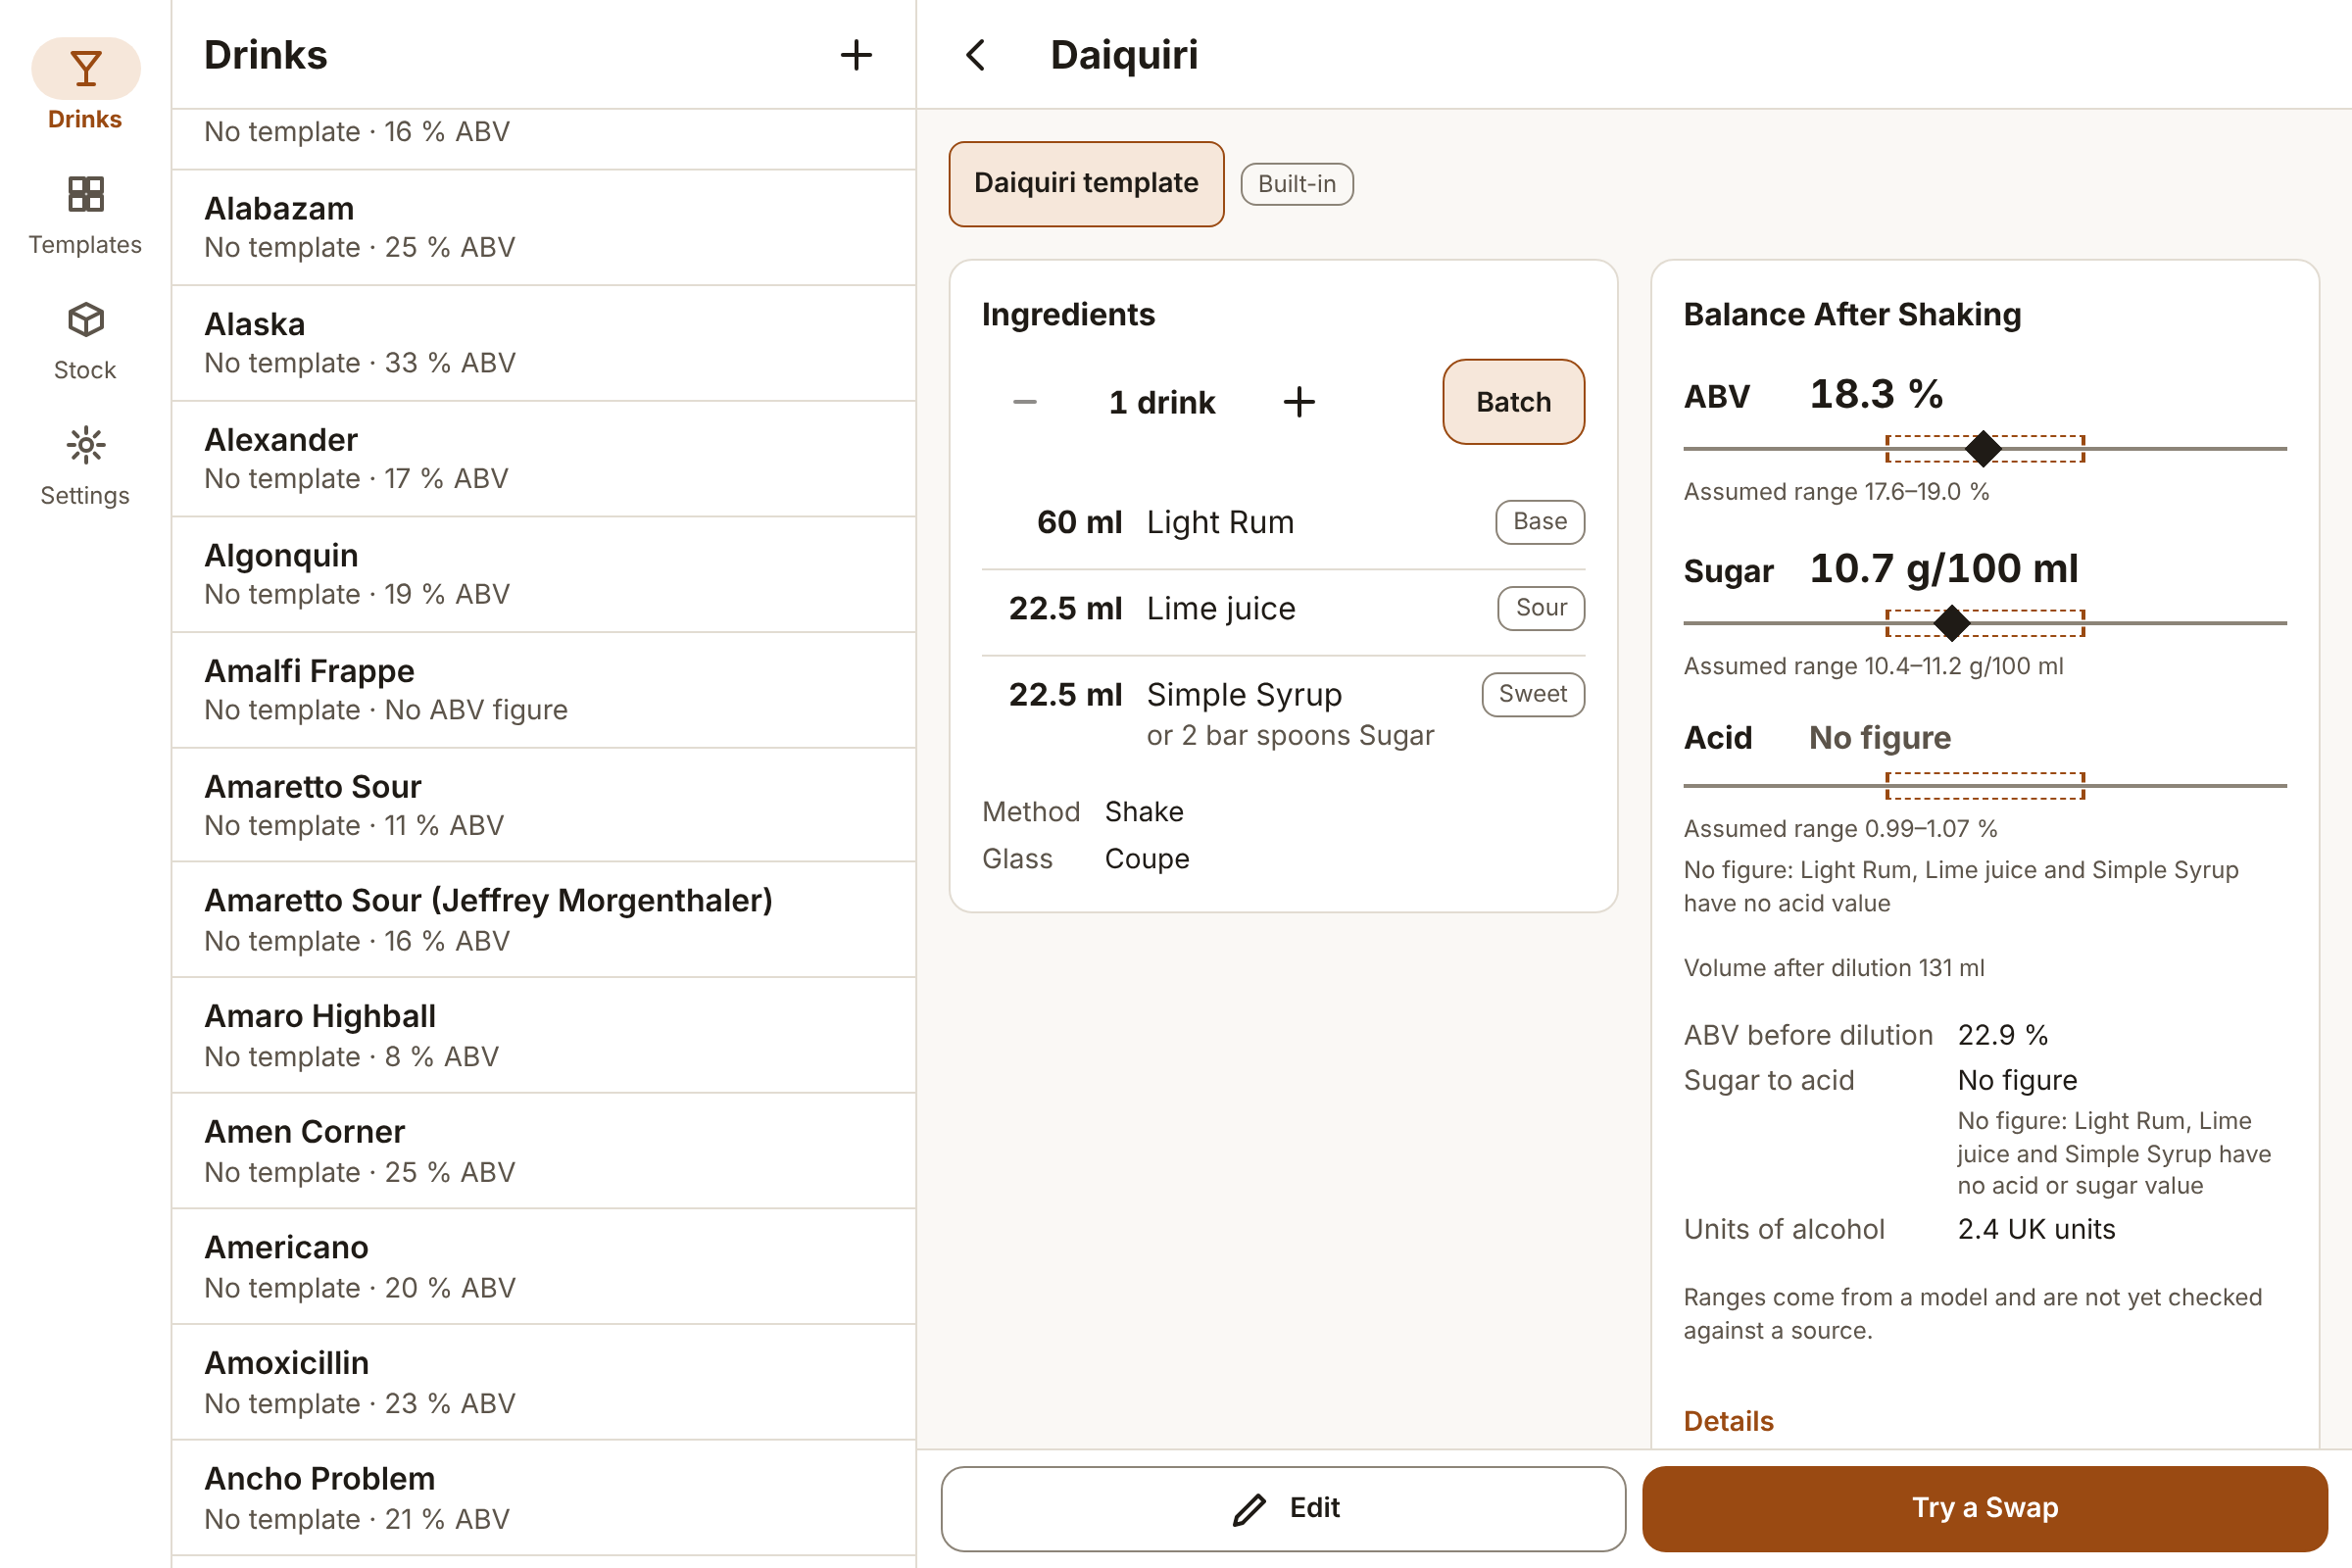 Drinks
Templates
Stock
Settings
Drinks
No template · 16 % ABV
Alabazam
No template · 25 % ABV
Alaska
No template · 33 % ABV
Alexander
No template · 17 % ABV
Algonquin
No template · 19 % ABV
Amalfi Frappe
No template · No ABV figure
Amaretto Sour
No template · 11 % ABV
Amaretto Sour (Jeffrey Morgenthaler)
No template · 16 % ABV
Amaro Highball
No template · 8 % ABV
Amen Corner
No template · 25 % ABV
Americano
No template · 20 % ABV
Amoxicillin
No template · 23 % ABV
Ancho Problem
No template · 21 % ABV
Daiquiri
Daiquiri template
Built-in
Ingredients
1 drink
Batch
60 ml Light Rum Base
22.5 ml Lime juice Sour
22.5 ml Simple Syrup Sweet
or 2 bar spoons Sugar
Method Shake
Glass Coupe
Balance After Shaking
ABV 18.3 %
Assumed range 17.6–19.0 %
Sugar 10.7 g/100 ml
Assumed range 10.4–11.2 g/100 ml
Acid No figure
Assumed range 0.99–1.07 %
No figure: Light Rum, Lime juice and Simple Syrup
have no acid value
Volume after dilution 131 ml
ABV before dilution 22.9 %
Sugar to acid No figure
No figure: Light Rum, Lime
juice and Simple Syrup have
no acid or sugar value
Units of alcohol 2.4 UK units
Ranges come from a model and are not yet checked
against a source.
Details
Edit
Try a Swap